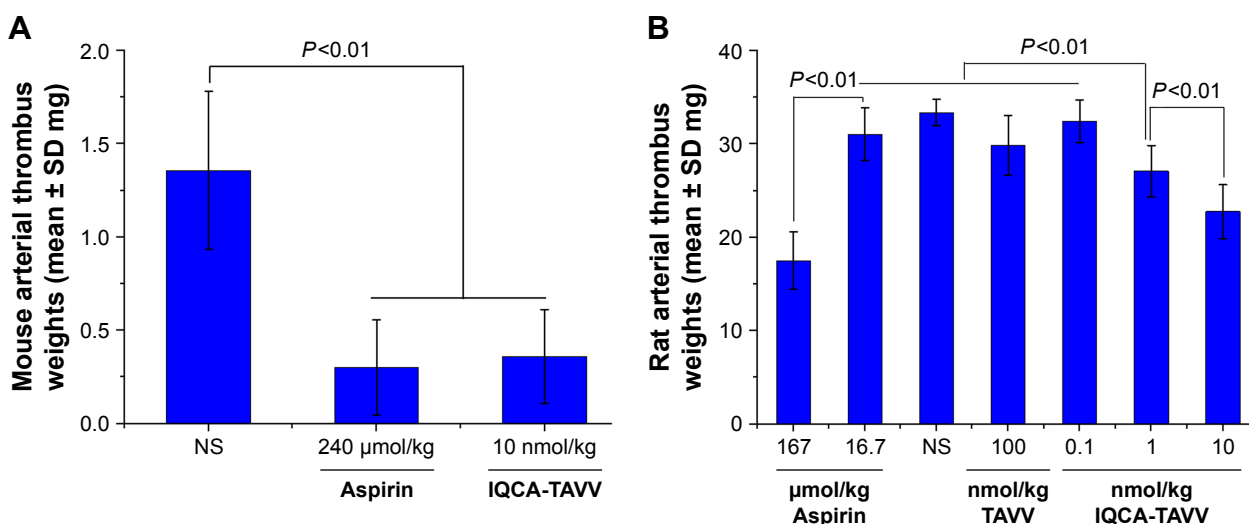 A
Mouse arterial thrombus
weights (mean ± SD mg)
2.0
1.5
1.0
0.5
0.0
P<0.01
NS
240 µmol/kg
10 nmol/kg
Aspirin
IQCA-TAVV
B
Rat arterial thrombus
weights (mean ± SD mg)
40
30
20
10
0
P<0.01
P<0.01
P<0.01
167 16.7 NS 100 0.1 1 10
µmol/kg nmol/kg nmol/kg
Aspirin TAVV IQCA-TAVV